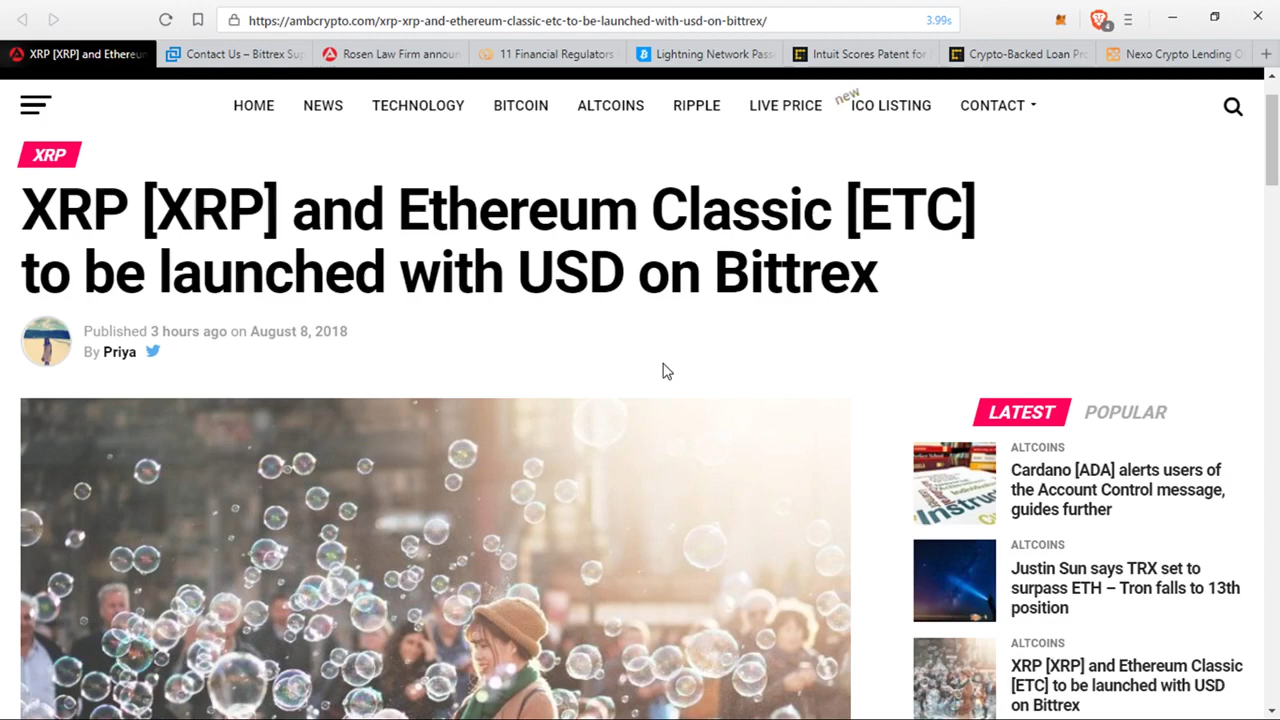 https://ambcrypto.com/xrp-xrp-and-ethereum-classic-etc-to-be-launched-with-usd-on-bittrex/
3.99s
4
XRP [XRP] and Ethereum
Contact Us – Bittrex Sup
Rosen Law Firm announ
11 Financial Regulators
Lightning Network Pass
Intuit Scores Patent for
Crypto-Backed Loan Pro
Nexo Crypto Lending
HOME NEWS TECHNOLOGY BITCOIN ALTCOINS RIPPLE LIVE PRICE new ICO LISTING CONTACT
XRP
XRP [XRP] and Ethereum Classic [ETC]
to be launched with USD on Bittrex
Published 3 hours ago on August 8, 2018
By Priya
LATEST POPULAR
ALTCOINS
Cardano [ADA] alerts users of
the Account Control message,
guides further
ALTCOINS
Justin Sun says TRX set to
surpass ETH – Tron falls to 13th
position
ALTCOINS
XRP [XRP] and Ethereum Classic
[ETC] to be launched with USD
on Bittrex
Instruc